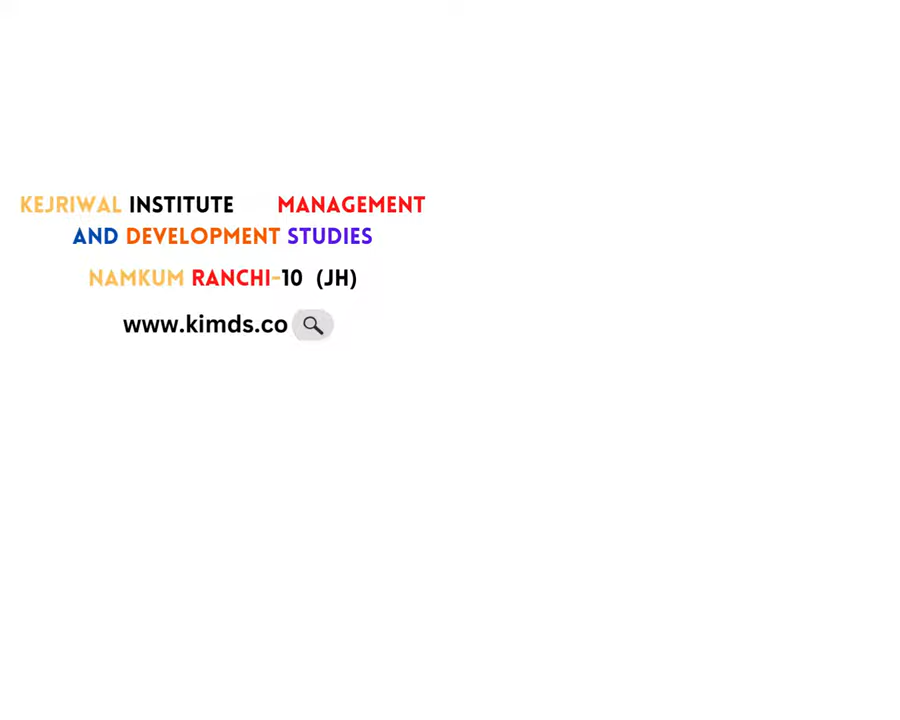 KEJRIWAL INSTITUTE MANAGEMENT
AND DEVELOPMENT STUDIES
NAMKUM RANCHI-10 (JH)
www.kimds.co